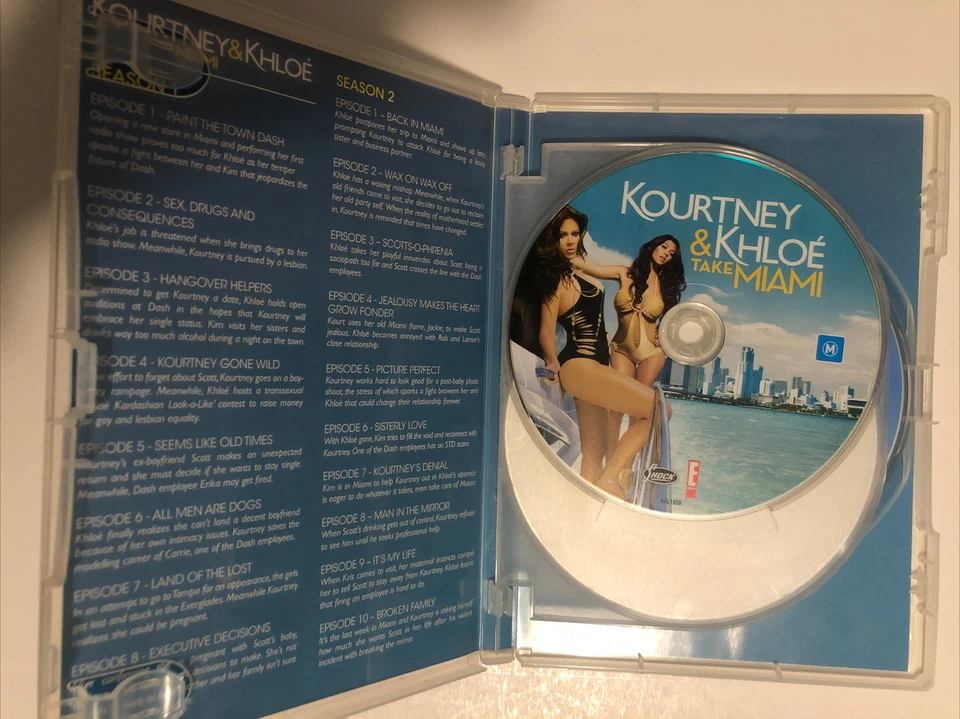 KOURTNEY&KHLOÉ
MIAMI
SEASON 1
EPISODE 1 - PAINT THE TOWN DASH
Opening a new store in Miami and performing her first
radio show proves too much for Khloé as her temper
sparks a fight between her and Kim that jeopardizes the
future of Dash.
EPISODE 2 - SEX, DRUGS AND
CONSEQUENCES
Khloe's job is threatened when she brings drugs to her
radio show. Meanwhile, Kourtney is pursued by a lesbian.
EPISODE 3 - HANGOVER HELPERS
Determined to get Kourtney a date, Khloé holds open
auditions at Dash in the hopes that Kourtney will
embrace her single status. Kim visits her sisters and
drinks way too much alcohol during a night on the town.
EPISODE 4 - KOURTNEY GONE WILD
effort to forget about Scott, Kourtney goes on a boy-
rampage. Meanwhile, Khloé hosts a transsexual
Kardashian Look-a-Like' contest to raise money
for gay and lesbian equality.
EPISODE 5 - SEEMS LIKE OLD TIMES
Kourtney's ex-boyfriend Scott makes an unexpected
return and she must decide if she wants to stay single.
Meanwhile, Dash employee Erika may get fired.
EPISODE 6 - ALL MEN ARE DOGS
Khloé finally realizes she can't land a decent boyfriend
because of her own intimacy issues. Kourtney saves the
modelling career of Carrie, one of the Dash employees.
EPISODE 7 - LAND OF THE LOST
In an attempt to go to Tampa for an appearance, the girls
get lost and stuck in the Everglades. Meanwhile Kourtney
realizes she could be pregnant.
EPISODE 8 - EXECUTIVE DECISIONS
pregnant with Scott's baby,
decisions to make. She's not
her and her family isn't sure
SEASON 2
EPISODE 1 – BACK IN MIAMI
Khloe postpones her trip to Miami and shows up late,
prompting Kourtney to attack Khloé for being a lousy
sister and business partner.
EPISODE 2 – WAX ON WAX OFF
Khloe has a waxing mishap. Meanwhile, when Kourtney's
old friends come to visit, she decides to go out to reclaim
her old party self. When the reality of motherhood settles
in, Kourtney is reminded that times have changed.
EPISODE 3 – SCOTTS-O-PHRENIA
Khloé takes her playful innuendos about Scott being a
sociopath too far and Scott crosses the line with the Dash
employees.
EPISIODE 4 - JEALOUSY MAKES THE HEART
GROW FONDER
Kourt uses her old Miami flame, Jackie, to make Scott
jealous. Khloé becomes annoyed with Rob and Lamar's
close relationship.
EPISODE 5 - PICTURE PERFECT
Kourtney works hard to look good for a post-baby photo
shoot, the stress of which sparks a fight between she and
Khloé that could change their relationship forever.
EPISODE 6 - SISTERLY LOVE
With Khloé gone, Kim tries to fill the void and reconnect with
Kourtney. One of the Dash employees has an STD scare.
EPISODE 7 - KOURTNEY'S DENIAL
Kim is in Miami to help Kourtney out in Khloé's absence
is eager to do whatever it takes, even take care of Mason.
EPISODE 8 – MAN IN THE MIRROR
When Scott's drinking gets out of control, Kourtney refuses
to see him until he seeks professional help.
EPISODE 9 – IT'S MY LIFE
When Kris comes to visit, her maternal instincts compel
her to tell Scott to stay away from Kourtney. Khloé learns
that firing an employee is hard to do.
EPISODE 10 – BROKEN FAMILY
It's the last week in Miami and Kourtney is asking herself
how much she wants Scott in her life after his violent
incident with breaking the mirror.
KOURTNEY
&KHLOÉ
TAKE MIAMI
M
SHOCK
E!